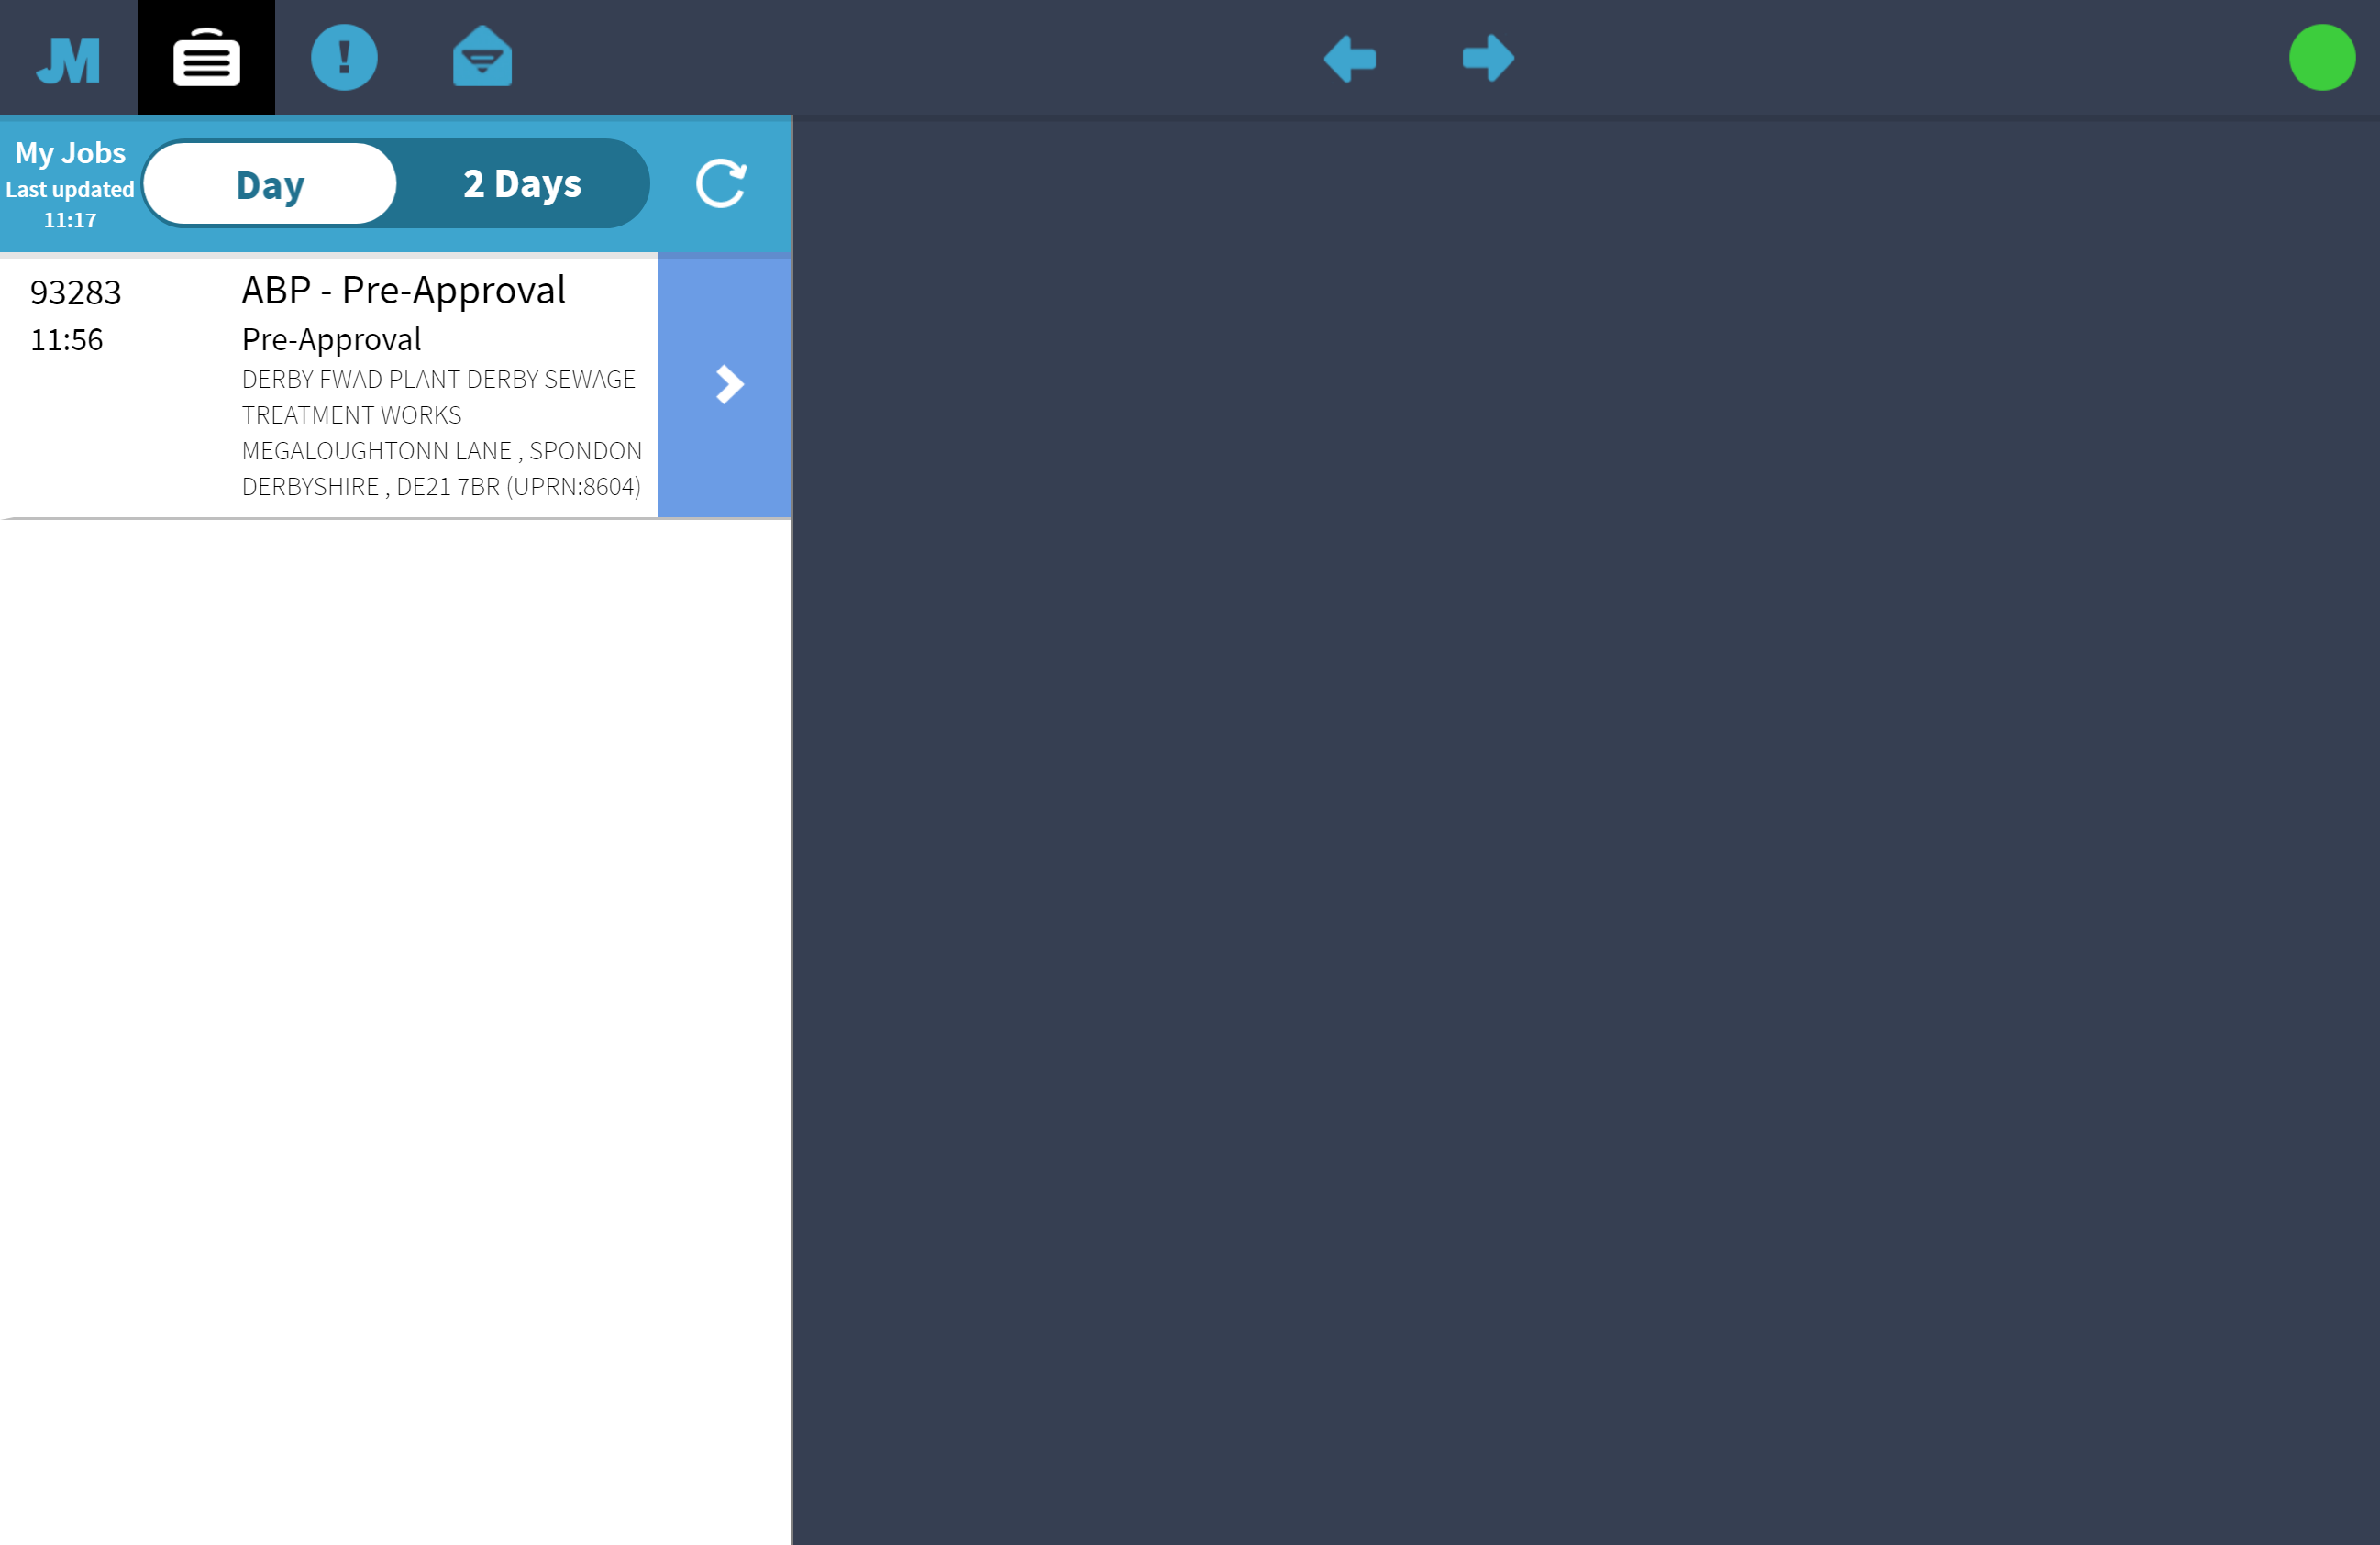 JM
My Jobs
Last updated
11:17
Day
2 Days
93283
11:56
ABP - Pre-Approval
Pre-Approval
DERBY FWAD PLANT DERBY SEWAGE
TREATMENT WORKS
MEGALOUGHTONN LANE , SPONDON
DERBYSHIRE , DE21 7BR (UPRN:8604)